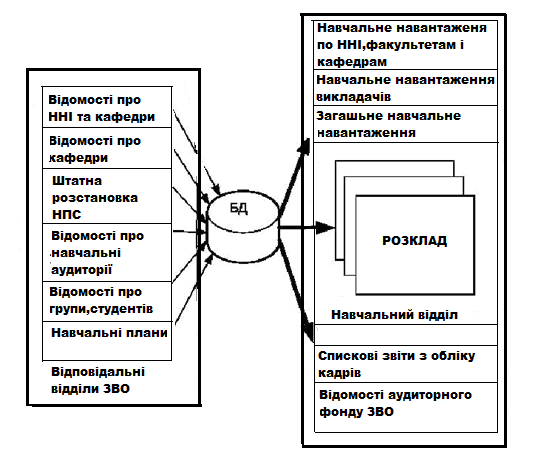 Відомості про
ННІ та кафедри
Відомості про
кафедри
Штатна
розстановка
НПС
Відомості про
навчальні
аудиторії
Відомості про
групи,студентів
Навчальні плани
Відповідальні
відділи ЗВО
БД
Навчальне навантаженя
по ННІ,факультетам і
кафедрам
Навчальне навантаження
викладачів
Загашьне навчальне
навантаження
РОЗКЛАД
Навчальний відділ
Спискові звіти з обліку
кадрів
Відомості аудиторного
фонду ЗВО